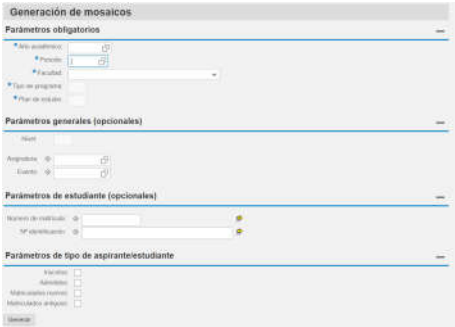 Generación de mosaicos
Parámetros obligatorios
* Año académico
* Periodo
* Facultad
* Tipo de programa
* Plan de estudio
Parámetros generales (opcionales)
Nivel
Asignatura
Evento
Parámetros de estudiante (opcionales)
Número de matrícula
Nº identificación
Parámetros de tipo de aspirante/estudiante
Inscritos
Admitidos
Matriculados nuevos
Matriculados antiguos
Generar